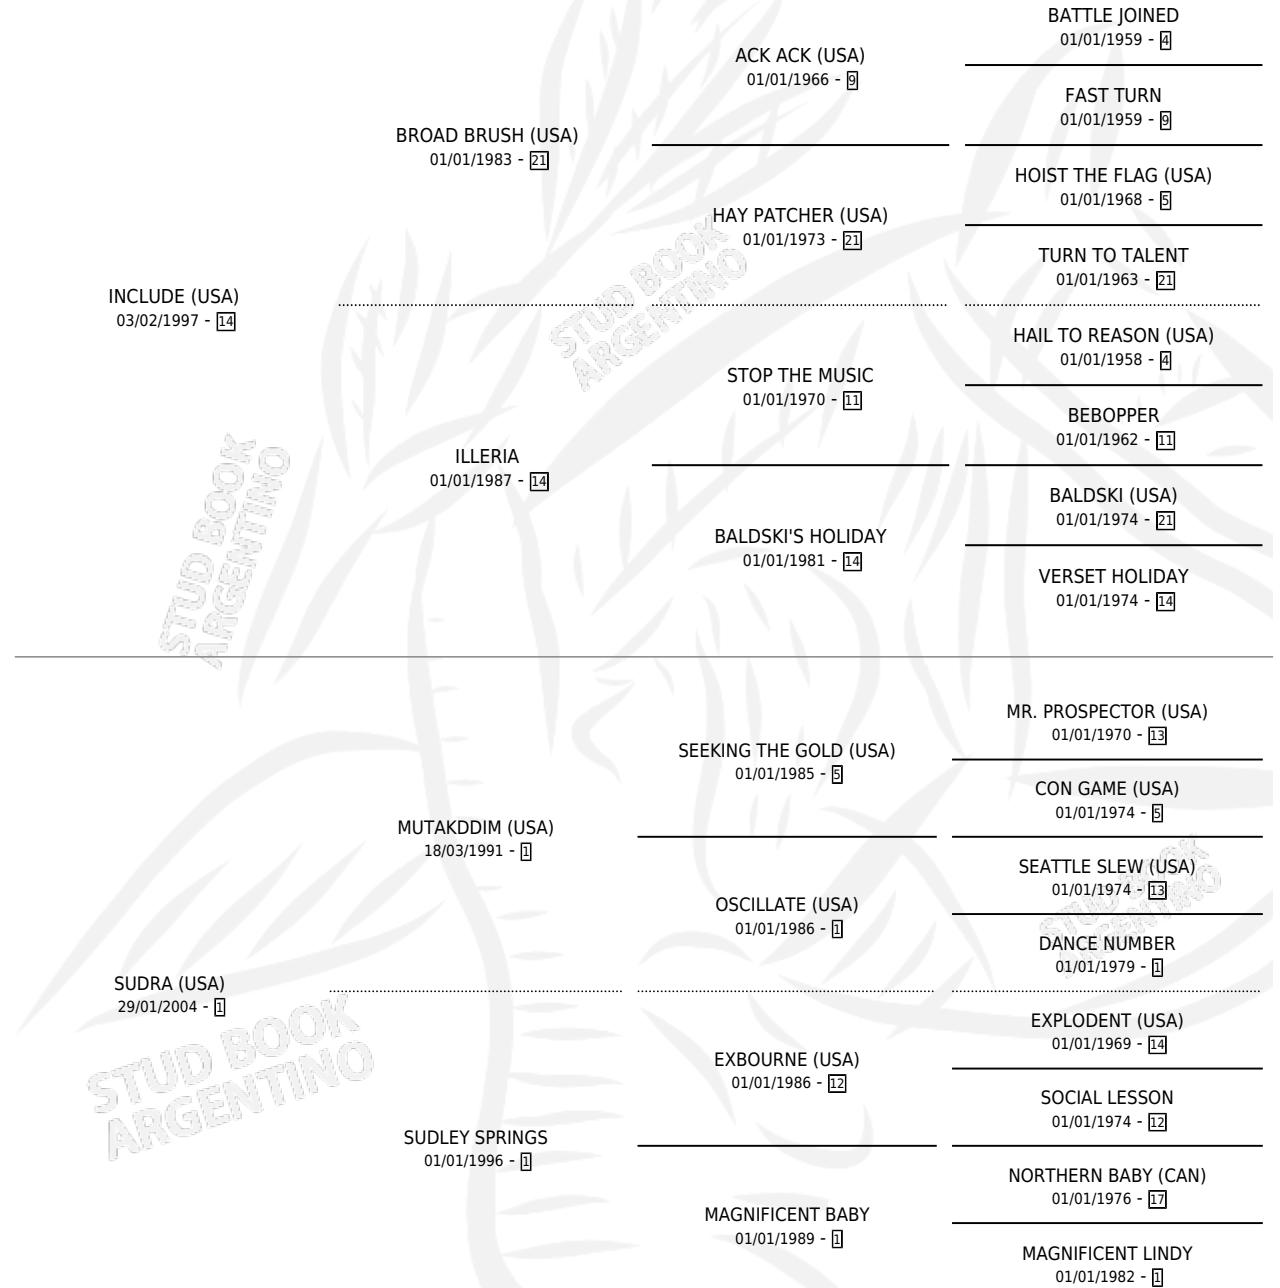 BATTLE JOINED
01/01/1959 - 4
ACK ACK (USA)
01/01/1966 - 9
FAST TURN
01/01/1959 - 9
BROAD BRUSH (USA)
01/01/1983 - 21
HOIST THE FLAG (USA)
01/01/1968 - 5
HAY PATCHER (USA)
01/01/1973 - 21
TURN TO TALENT
01/01/1963 - 21
INCLUDE (USA)
03/02/1997 - 14
HAIL TO REASON (USA)
01/01/1958 - 4
STOP THE MUSIC
01/01/1970 - 11
BEBOPPER
01/01/1962 - 11
ILLERIA
01/01/1987 - 14
BALDSKI (USA)
01/01/1974 - 21
BALDSKI'S HOLIDAY
01/01/1981 - 14
VERSET HOLIDAY
01/01/1974 - 14
MR. PROSPECTOR (USA)
01/01/1970 - 13
SEEKING THE GOLD (USA)
01/01/1985 - 5
CON GAME (USA)
01/01/1974 - 5
MUTAKDDIM (USA)
18/03/1991 - 1
SEATTLE SLEW (USA)
01/01/1974 - 13
OSCILLATE (USA)
01/01/1986 - 1
DANCE NUMBER
01/01/1979 - 1
SUDRA (USA)
29/01/2004 - 1
EXPLODENT (USA)
01/01/1969 - 14
EXBOURNE (USA)
01/01/1986 - 12
SOCIAL LESSON
01/01/1974 - 12
SUDLEY SPRINGS
01/01/1996 - 1
NORTHERN BABY (CAN)
01/01/1976 - 17
MAGNIFICENT BABY
01/01/1989 - 1
MAGNIFICENT LINDY
01/01/1982 - 1
STUD BOOK
ARGENTINO
STUD BOOK
ARGENTINO
STUD BOOK
ARGENTINO
STUD BOOK
ARGENTINO